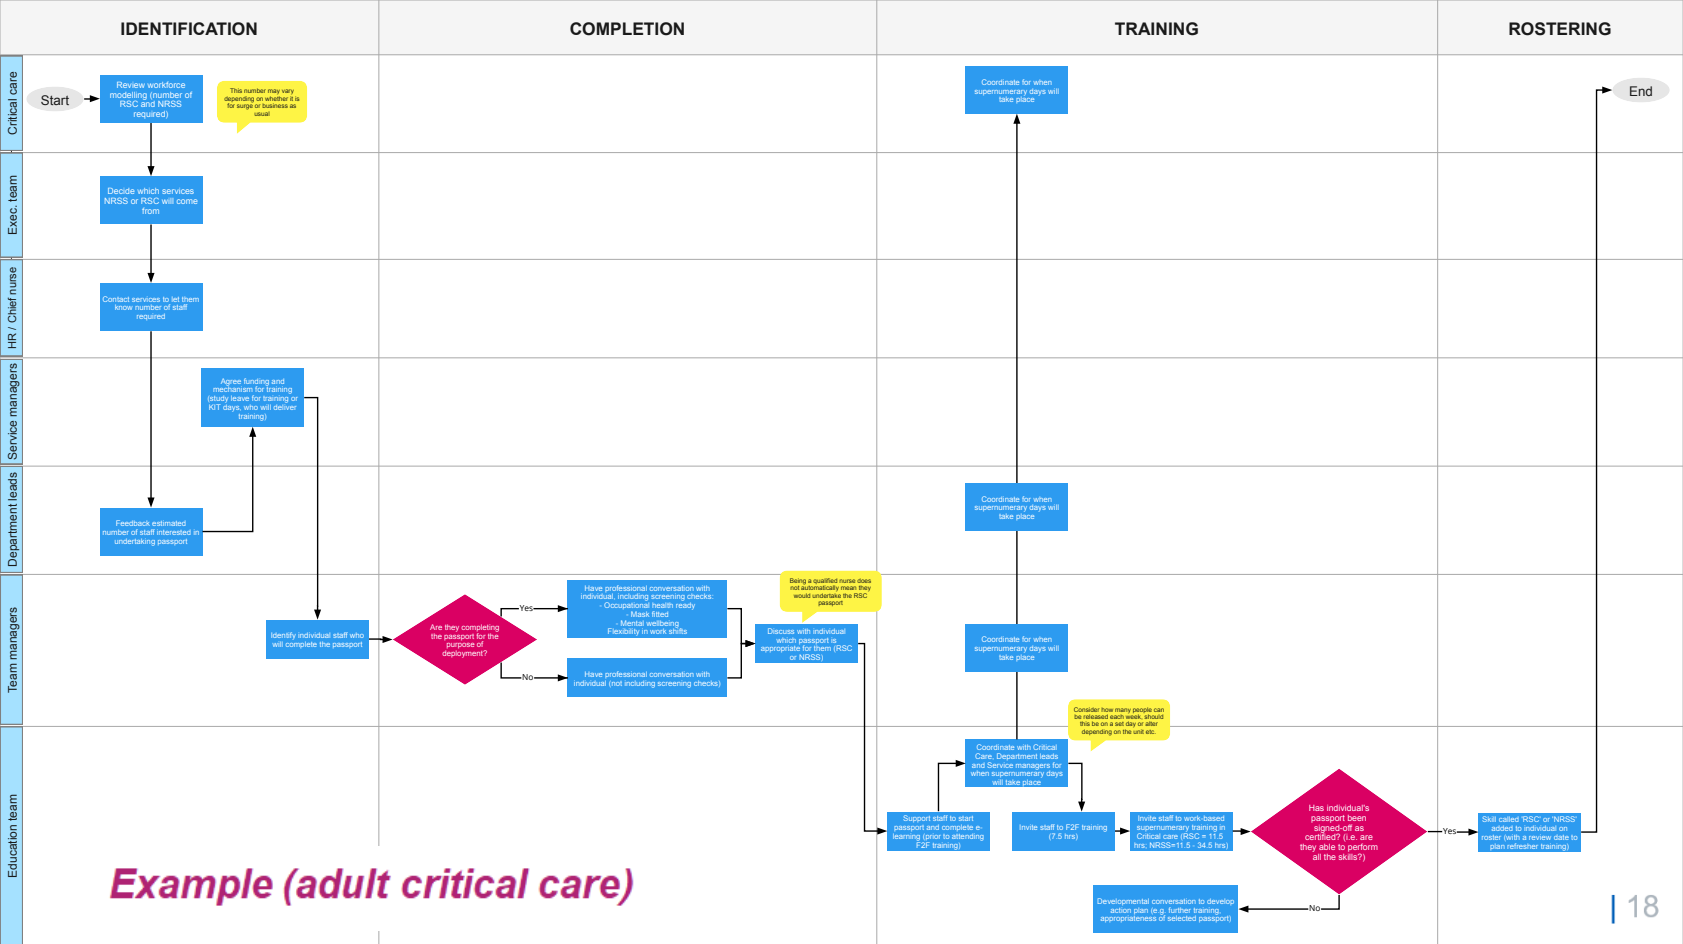 IDENTIFICATION
COMPLETION
TRAINING
ROSTERING
Critical care
Start
Review workforce
modelling (number of
RSC and NRSS
required)
This number may vary
depending on whether it is
for surge or business as
usual
Coordinate for when
supernumerary days will
take place
End
Exec. team
Decide which services
NRSS or RSC will come
from
HR / Chief nurse
Contact services to let them
know number of staff
required
Service managers
Agree funding and
mechanism for training
(study leave for training or
KIT days, who will deliver
training)
Department leads
Feedback estimated
number of staff interested in
undertaking passport
Coordinate for when
supernumerary days will
take place
Team managers
Identify individual staff who
will complete the passport
Are they completing
the passport for the
purpose of
deployment?
Yes
Have professional conversation with
individual, including screening checks:
- Occupational health ready
- Mask fitted
- Mental wellbeing
Flexibility in work shifts
No
Have professional conversation with
individual (not including screening checks)
Being a qualified nurse does
not automatically mean they
would undertake the RSC
passport
Discuss with individual
which passport is
appropriate for them (RSC
or NRSS)
Coordinate for when
supernumerary days will
take place
Consider how many people can
be released each week, should
this be on a set day or alter
depending on the unit etc.
Education team
Coordinate with Critical
Care, Department leads
and Service managers for
when supernumerary days
will take place
Support staff to start
passport and complete e-
learning (prior to attending
F2F training)
Invite staff to F2F training
(7.5 hrs)
Invite staff to work-based
supernumerary training in
Critical care (RSC = 11.5
hrs; NRSS=11.5 - 34.5 hrs)
Has individual's
passport been
signed-off as
certified? (i.e. are
they able to perform
all the skills?)
Yes
Skill called 'RSC' or 'NRSS'
added to individual on
roster (with a review date to
plan refresher training)
No
Developmental conversation to develop
action plan (e.g. further training,
appropriateness of selected passport)
Example (adult critical care)
| 18